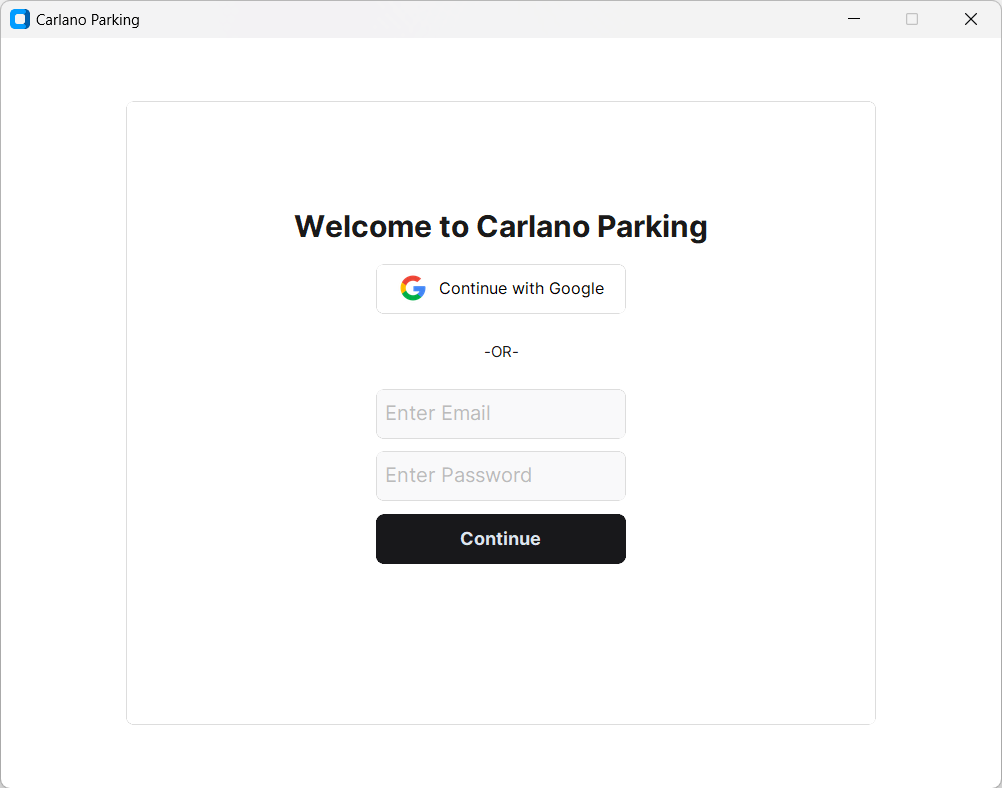 Carlano Parking
Welcome to Carlano Parking
Continue with Google
-OR-
Enter Email
Enter Password
Continue